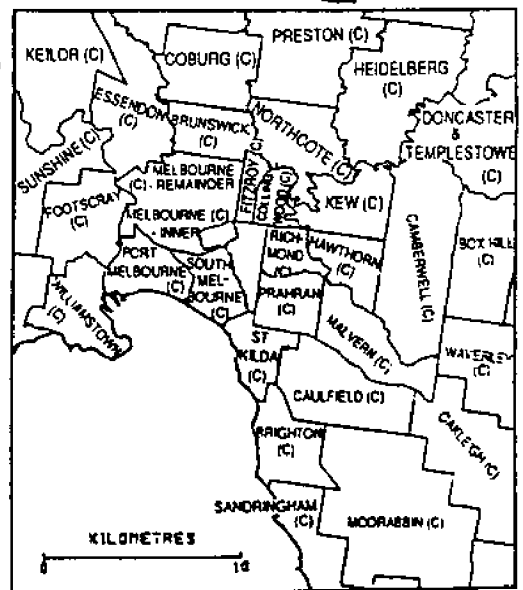 PRESTON (C)
KEILOR (C)
COBURG (C)
HEIDELBERG
(C)
ESSENDON
(C)
BRUNSWICK
(C)
NORTHCOTE (C)
DONCASTER
&
TEMPLESTOWE
(C)
SUNSHINE (C)
MELBOURNE
(C) - REMAINDER
FITZROY (C)
COLLING
WOOD (C)
KEW (C)
FOOTSCRAY
(C)
MELBOURNE (C)
- INNER
CAMBERWELL (C)
BOX HILL
(C)
RICH-
MOND
(C)
HAWTHORN
(C)
PORT
MELBOURNE
(C)
SOUTH
MEL-
BOURNE
(C)
PRAHRAN
(C)
WILLIAMSTOWN
(C)
MALVERN (C)
ST
KILDA
(C)
WAVERLEY
(C)
CAULFIELD (C)
OAKLEIGH (C)
BRIGHTON
(C)
SANDRINGHAM
(C)
MOORABBIN (C)
KILOMETRES
0 10